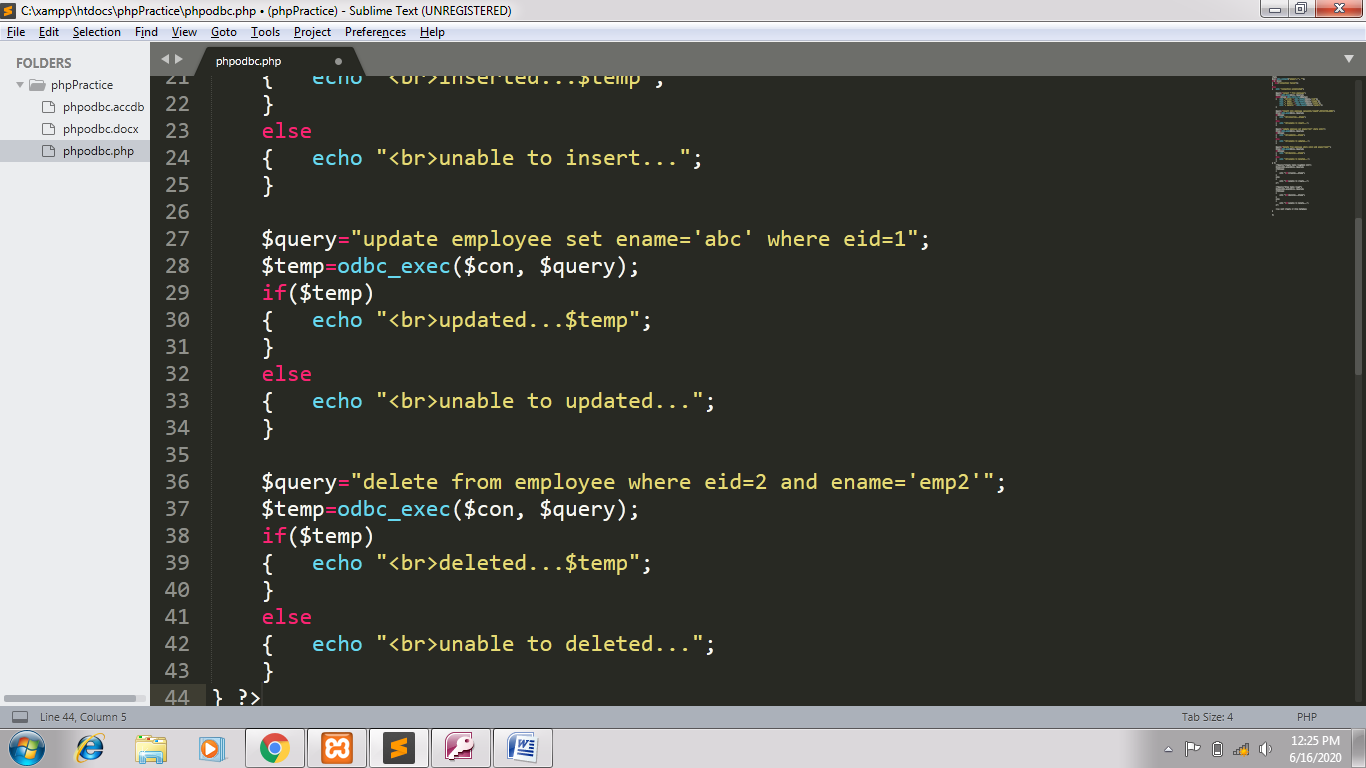 C:\xampp\htdocs\phpPractice\phpodbc.php • (phpPractice) - Sublime Text (UNREGISTERED)
File Edit Selection Find View Goto Tools Project Preferences Help
FOLDERS
phpPractice
phpodbc.accdb
phpodbc.docx
phpodbc.php
phpodbc.php
21 { echo "<br>inserted...$temp";
22 }
23 else
24 { echo "<br>unable to insert...";
25 }
26
27 $query="update employee set ename='abc' where eid=1";
28 $temp=odbc_exec($con, $query);
29 if($temp)
30 { echo "<br>updated...$temp";
31 }
32 else
33 { echo "<br>unable to updated...";
34 }
35
36 $query="delete from employee where eid=2 and ename='emp2'";
37 $temp=odbc_exec($con, $query);
38 if($temp)
39 { echo "<br>deleted...$temp";
40 }
41 else
42 { echo "<br>unable to deleted...";
43 }
44 } ?>
Line 44, Column 5
Tab Size: 4
PHP
12:25 PM
6/16/2020